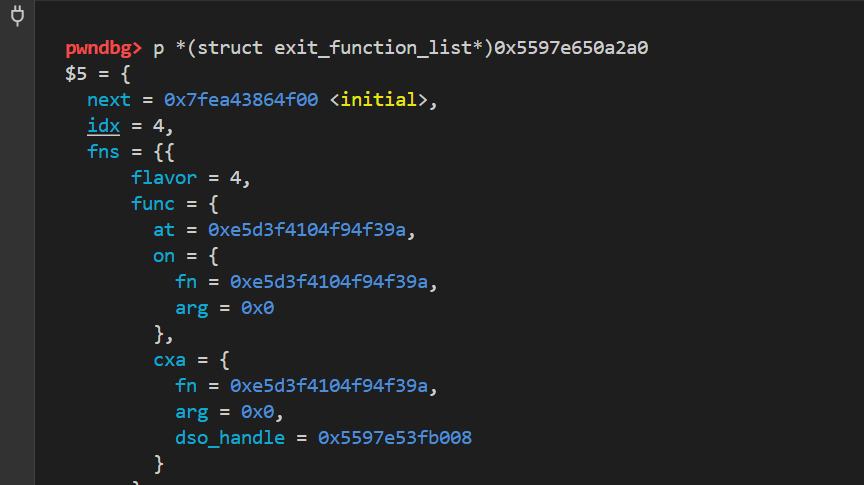 pwndbg> p *(struct exit_function_list*)0x5597e650a2a0
$5 = {
next = 0x7fea43864f00 <initial>,
idx = 4,
fns = {{
flavor = 4,
func = {
at = 0xe5d3f4104f94f39a,
on = {
fn = 0xe5d3f4104f94f39a,
arg = 0x0
},
cxa = {
fn = 0xe5d3f4104f94f39a,
arg = 0x0,
dso_handle = 0x5597e53fb008
}
}